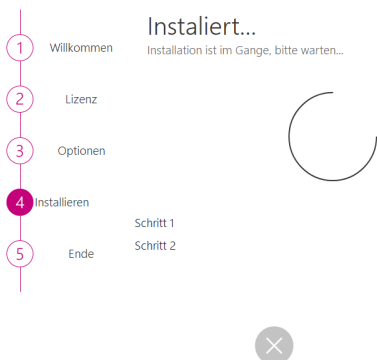 Instaliert...
Installation ist im Gange, bitte warten...
1 Willkommen
2 Lizenz
3 Optionen
4 Installieren
5 Ende
Schritt 1
Schritt 2